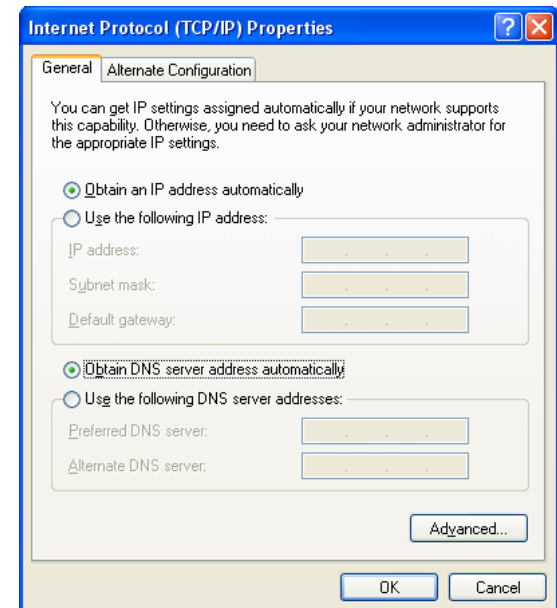 Internet Protocol (TCP/IP) Properties
General
Alternate Configuration
You can get IP settings assigned automatically if your network supports
this capability. Otherwise, you need to ask your network administrator for
the appropriate IP settings.
Obtain an IP address automatically
Use the following IP address:
IP address:
Subnet mask:
Default gateway:
Obtain DNS server address automatically
Use the following DNS server addresses:
Preferred DNS server:
Alternate DNS server:
Advanced...
OK
Cancel